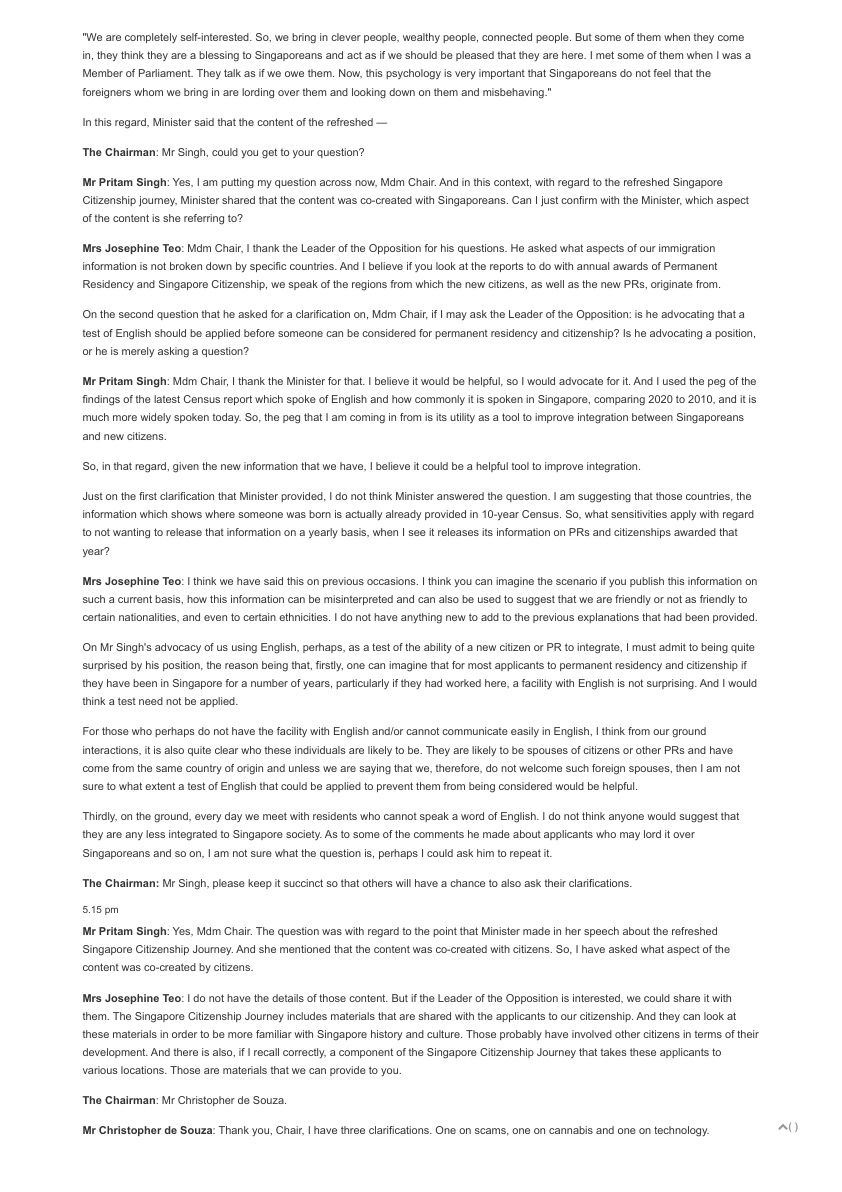 "We are completely self-interested. So, we bring in clever people, wealthy people, connected people. But some of them when they come
in, they think they are a blessing to Singaporeans and act as if we should be pleased that they are here. I met some of them when I was a
Member of Parliament. They talk as if we owe them. Now, this psychology is very important that Singaporeans do not feel that the
foreigners whom we bring in are lording over them and looking down on them and misbehaving."
In this regard, Minister said that the content of the refreshed —
The Chairman: Mr Singh, could you get to your question?
Mr Pritam Singh: Yes, I am putting my question across now, Mdm Chair. And in this context, with regard to the refreshed Singapore
Citizenship journey, Minister shared that the content was co-created with Singaporeans. Can I just confirm with the Minister, which aspect
of the content is she referring to?
Mrs Josephine Teo: Mdm Chair, I thank the Leader of the Opposition for his questions. He asked what aspects of our immigration
information is not broken down by specific countries. And I believe if you look at the reports to do with annual awards of Permanent
Residency and Singapore Citizenship, we speak of the regions from which the new citizens, as well as the new PRs, originate from.
On the second question that he asked for a clarification on, Mdm Chair, if I may ask the Leader of the Opposition: is he advocating that a
test of English should be applied before someone can be considered for permanent residency and citizenship? Is he advocating a position,
or he is merely asking a question?
Mr Pritam Singh: Mdm Chair, I thank the Minister for that. I believe it would be helpful, so I would advocate for it. And I used the peg of the
findings of the latest Census report which spoke of English and how commonly it is spoken in Singapore, comparing 2020 to 2010, and it is
much more widely spoken today. So, the peg that I am coming in from is its utility as a tool to improve integration between Singaporeans
and new citizens.
So, in that regard, given the new information that we have, I believe it could be a helpful tool to improve integration.
Just on the first clarification that Minister provided, I do not think Minister answered the question. I am suggesting that those countries, the
information which shows where someone was born is actually already provided in 10-year Census. So, what sensitivities apply with regard
to not wanting to release that information on a yearly basis, when I see it releases its information on PRs and citizenships awarded that
year?
Mrs Josephine Teo: I think we have said this on previous occasions. I think you can imagine the scenario if you publish this information on
such a current basis, how this information can be misinterpreted and can also be used to suggest that we are friendly or not as friendly to
certain nationalities, and even to certain ethnicities. I do not have anything new to add to the previous explanations that had been provided.
On Mr Singh's advocacy of us using English, perhaps, as a test of the ability of a new citizen or PR to integrate, I must admit to being quite
surprised by his position, the reason being that, firstly, one can imagine that for most applicants to permanent residency and citizenship if
they have been in Singapore for a number of years, particularly if they had worked here, a facility with English is not surprising. And I would
think a test need not be applied.
For those who perhaps do not have the facility with English and/or cannot communicate easily in English, I think from our ground
interactions, it is also quite clear who these individuals are likely to be. They are likely to be spouses of citizens or other PRs and have
come from the same country of origin and unless we are saying that we, therefore, do not welcome such foreign spouses, then I am not
sure to what extent a test of English that could be applied to prevent them from being considered would be helpful.
Thirdly, on the ground, every day we meet with residents who cannot speak a word of English. I do not think anyone would suggest that
they are any less integrated to Singapore society. As to some of the comments he made about applicants who may lord it over
Singaporeans and so on, I am not sure what the question is, perhaps I could ask him to repeat it.
The Chairman: Mr Singh, please keep it succinct so that others will have a chance to also ask their clarifications.
5.15 pm
Mr Pritam Singh: Yes, Mdm Chair. The question was with regard to the point that Minister made in her speech about the refreshed
Singapore Citizenship Journey. And she mentioned that the content was co-created with citizens. So, I have asked what aspect of the
content was co-created by citizens.
Mrs Josephine Teo: I do not have the details of those content. But if the Leader of the Opposition is interested, we could share it with
them. The Singapore Citizenship Journey includes materials that are shared with the applicants to our citizenship. And they can look at
these materials in order to be more familiar with Singapore history and culture. Those probably have involved other citizens in terms of their
development. And there is also, if I recall correctly, a component of the Singapore Citizenship Journey that takes these applicants to
various locations. Those are materials that we can provide to you.
The Chairman: Mr Christopher de Souza.
Mr Christopher de Souza: Thank you, Chair, I have three clarifications. One on scams, one on cannabis and one on technology.
( )